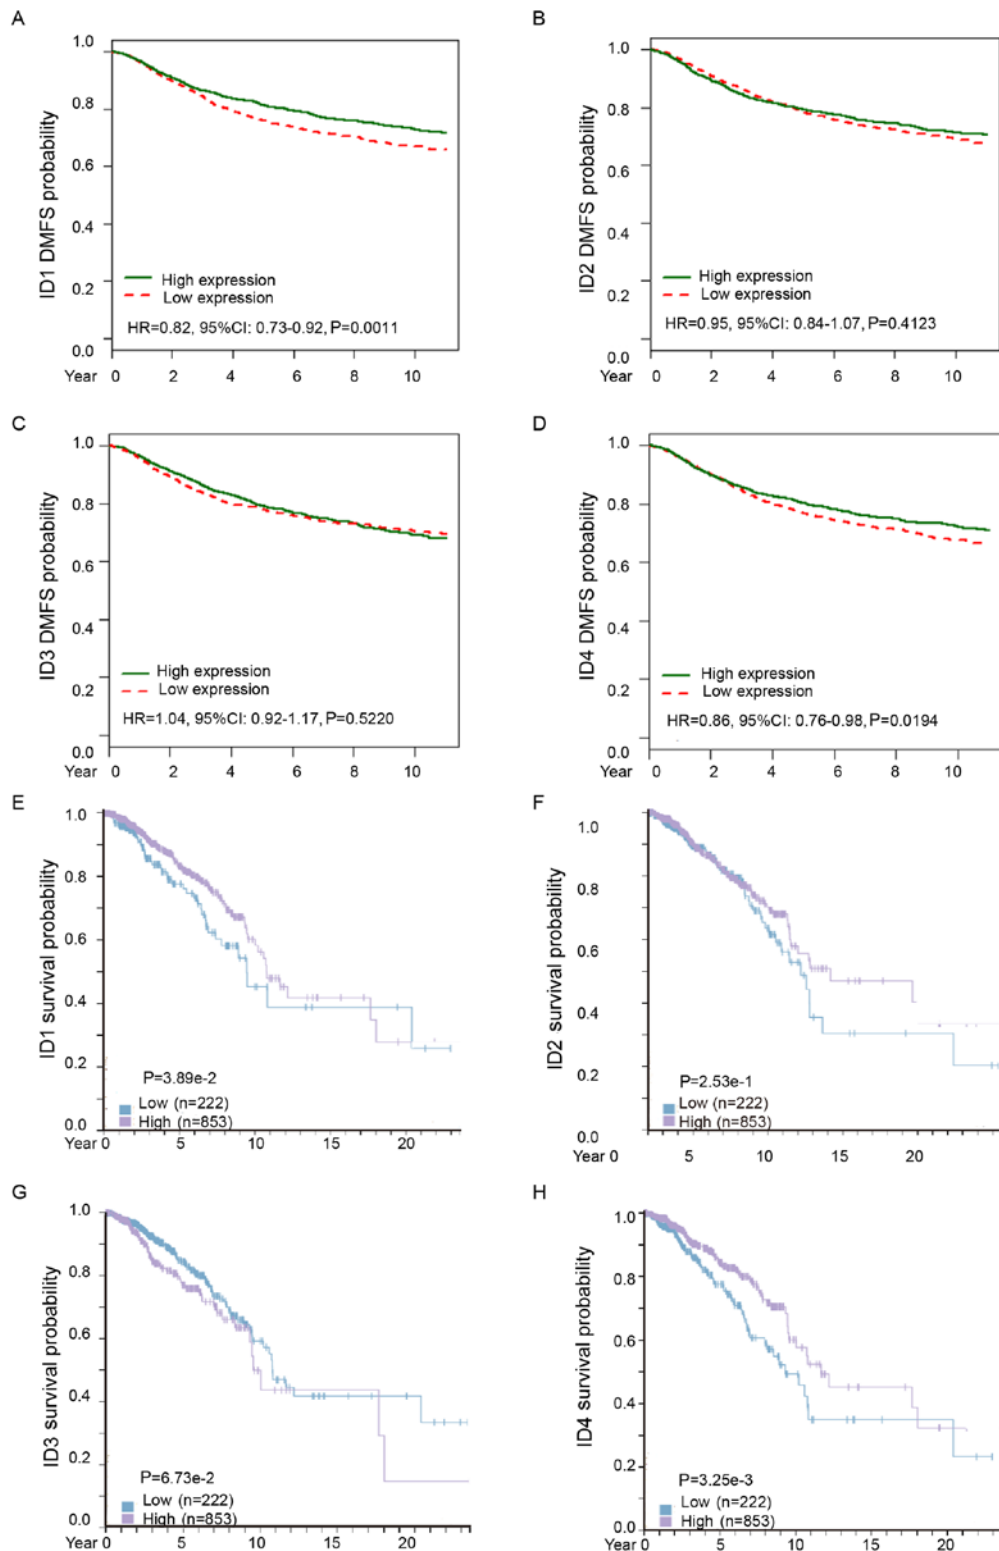 A
ID1 DMFS probability
1.0
0.8
0.6
0.4
0.2
0.0
High expression
Low expression
HR=0.82, 95%CI: 0.73-0.92, P=0.0011
Year 0 2 4 6 8 10
B
ID2 DMFS probability
1.0
0.8
0.6
0.4
0.2
0.0
High expression
Low expression
HR=0.95, 95%CI: 0.84-1.07, P=0.4123
Year 0 2 4 6 8 10
C
ID3 DMFS probability
1.0
0.8
0.6
0.4
0.2
0.0
High expression
Low expression
HR=1.04, 95%CI: 0.92-1.17, P=0.5220
Year 0 2 4 6 8 10
D
ID4 DMFS probability
1.0
0.8
0.6
0.4
0.2
0.0
High expression
Low expression
HR=0.86, 95%CI: 0.76-0.98, P=0.0194
Year 0 2 4 6 8 10
E
ID1 survival probability
1.0
0.8
0.6
0.4
0.2
0.0
P=3.89e-2
Low (n=222)
High (n=853)
Year 0 5 10 15 20
F
ID2 survival probability
1.0
0.8
0.6
0.4
0.2
0.0
P=2.53e-1
Low (n=222)
High (n=853)
Year 0 5 10 15 20
G
ID3 survival probability
1.0
0.8
0.6
0.4
0.2
0.0
P=6.73e-2
Low (n=222)
High (n=853)
Year 0 5 10 15 20
H
ID4 survival probability
1.0
0.8
0.6
0.4
0.2
0.0
P=3.25e-3
Low (n=222)
High (n=853)
Year 0 5 10 15 20